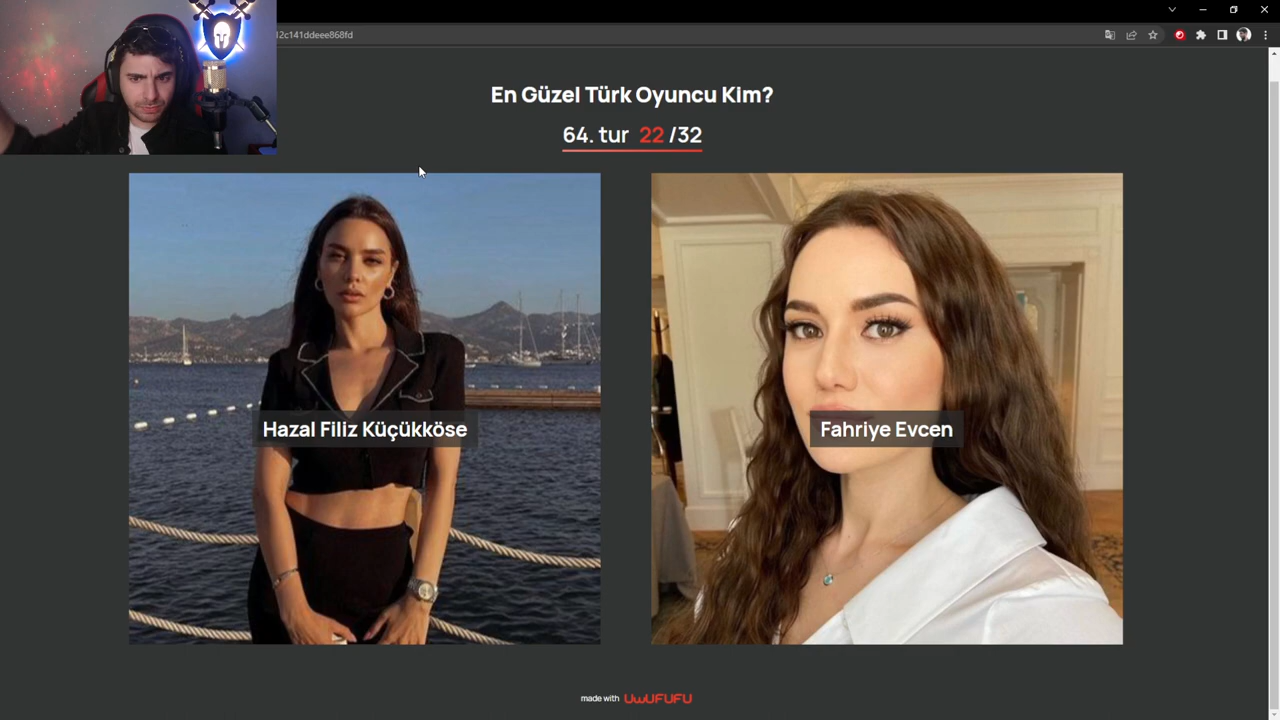 12c141ddeee868fd
En Güzel Türk Oyuncu Kim?
64. tur 22 /32
Hazal Filiz Küçükköse
Fahriye Evcen
made with UWUFUFU